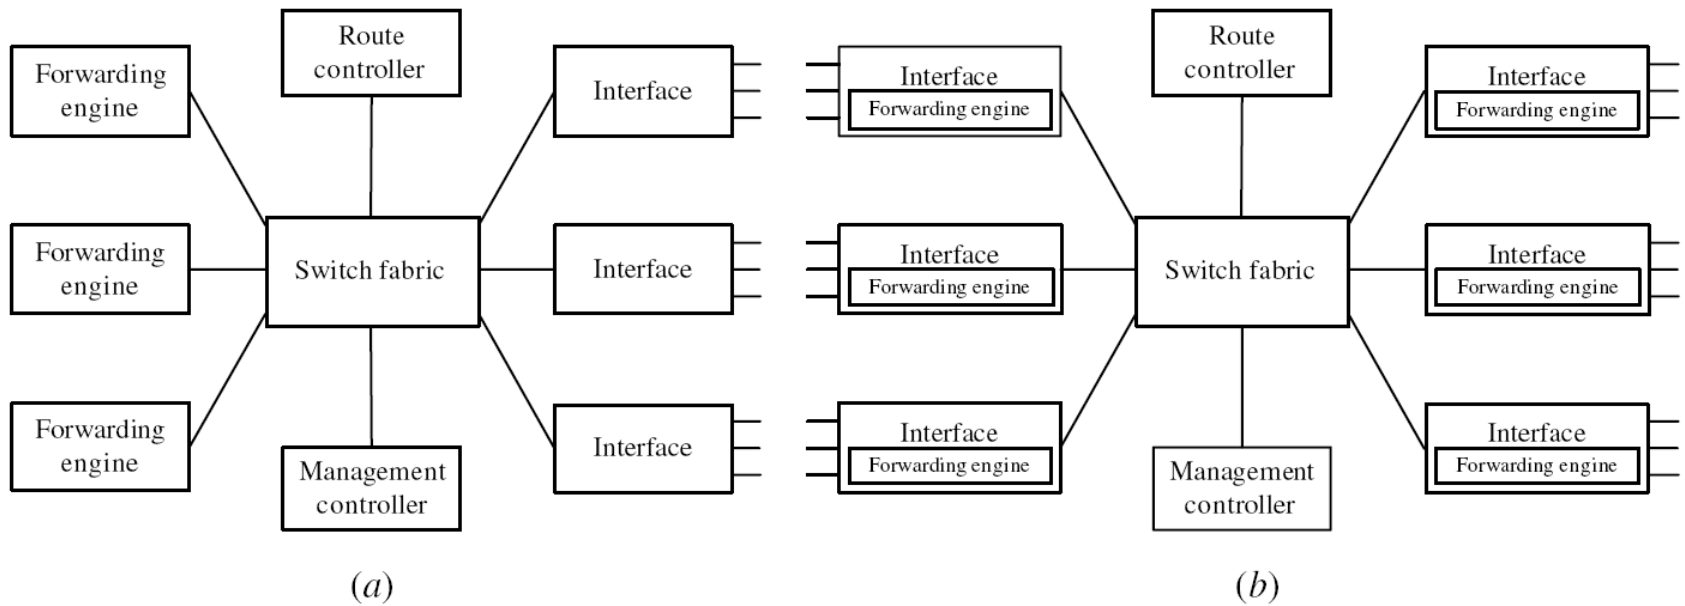 Forwarding
engine
Forwarding
engine
Forwarding
engine
Route
controller
Switch fabric
Management
controller
Interface
Interface
Interface
(a)
Interface
Forwarding engine
Interface
Forwarding engine
Interface
Forwarding engine
Route
controller
Switch fabric
Management
controller
Interface
Forwarding engine
Interface
Forwarding engine
Interface
Forwarding engine
(b)